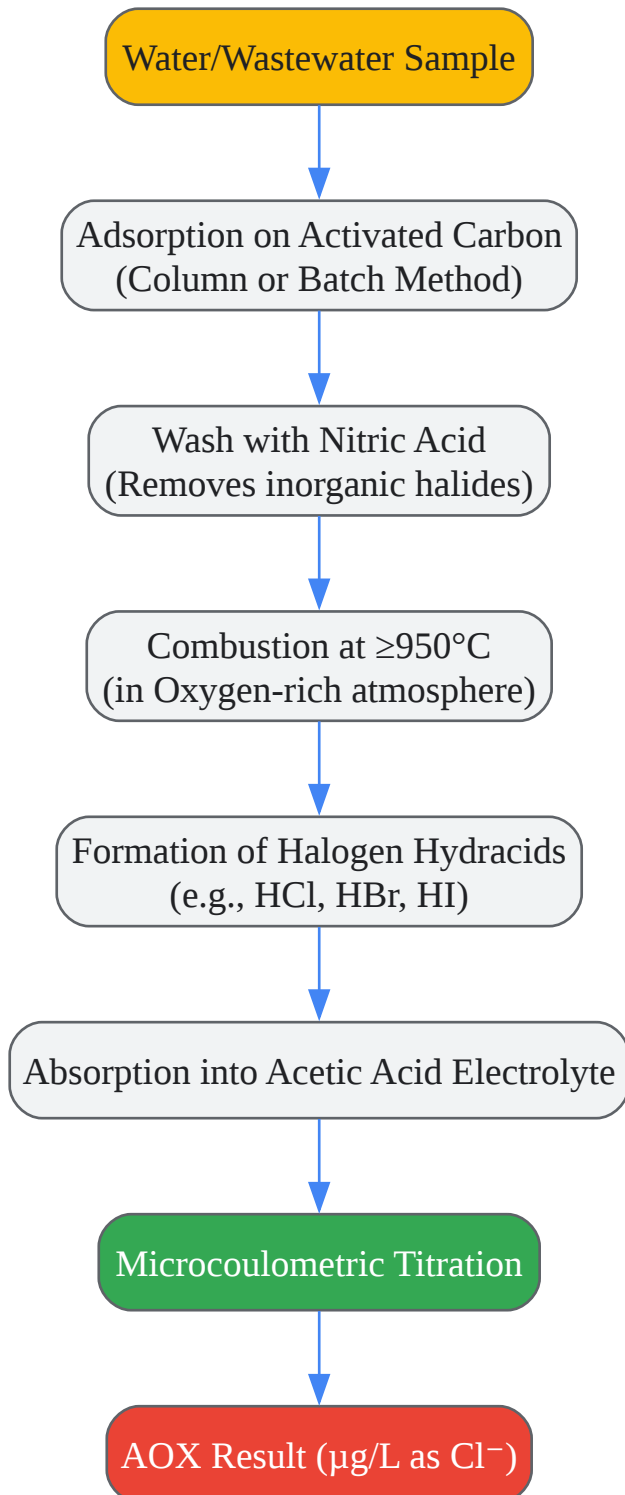 Water/Wastewater Sample
Adsorption on Activated Carbon
(Column or Batch Method)
Wash with Nitric Acid
(Removes inorganic halides)
Combustion at ≥950°C
(in Oxygen-rich atmosphere)
Formation of Halogen Hydracids
(e.g., HCl, HBr, HI)
Absorption into Acetic Acid Electrolyte
Microcoulometric Titration
AOX Result (µg/L as Cl⁻)